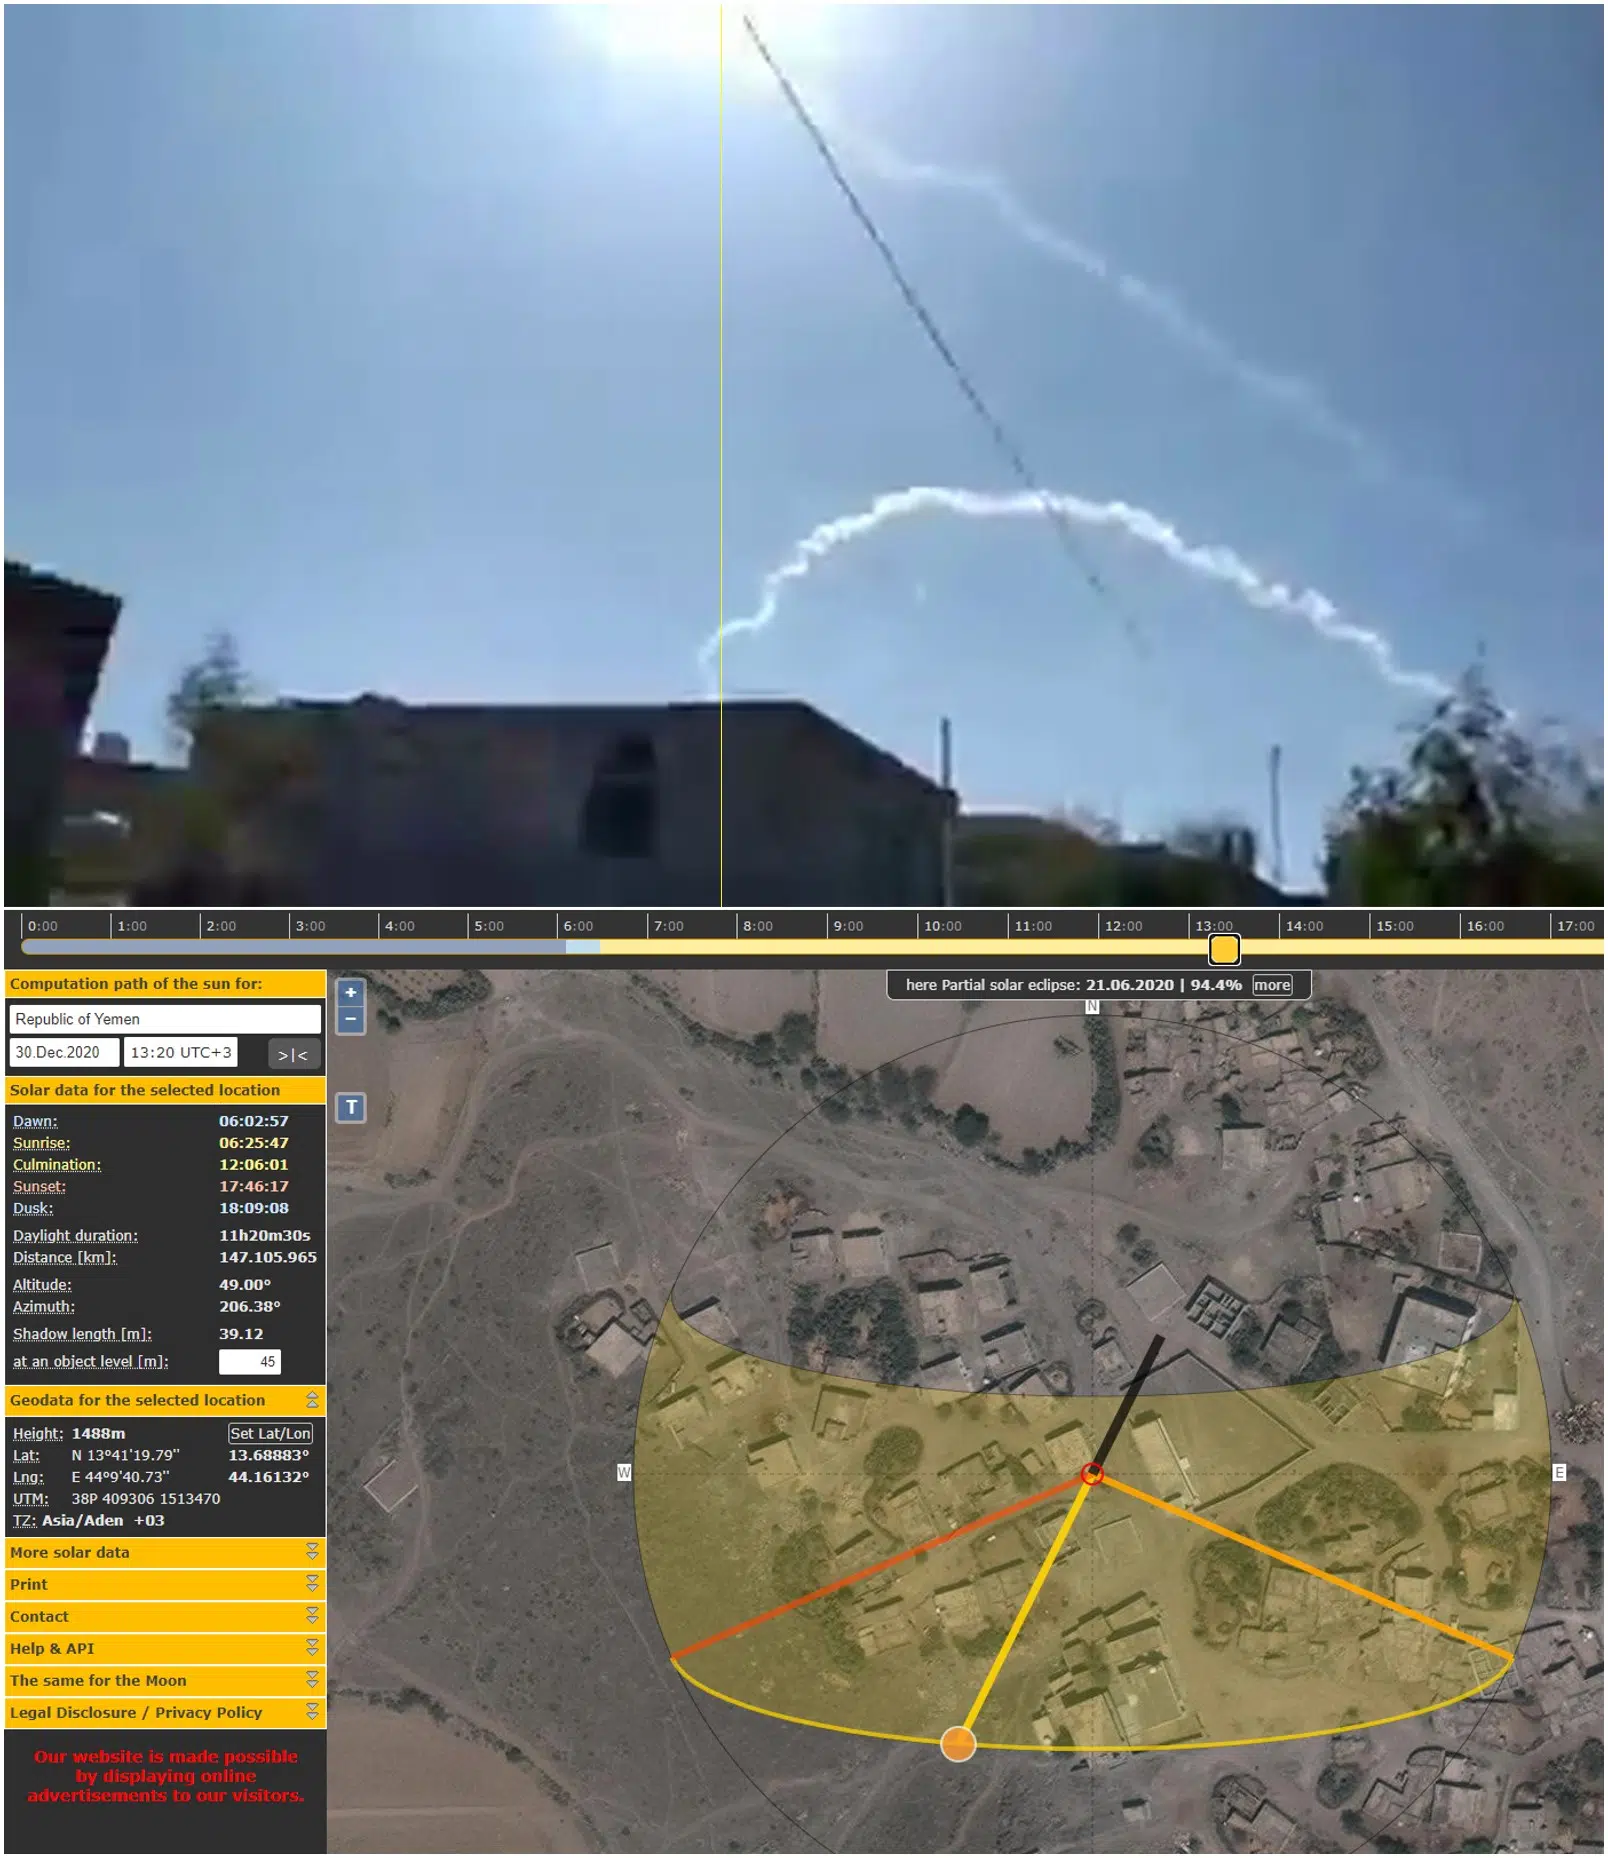 0:00 1:00 2:00 3:00 4:00 5:00 6:00 7:00 8:00 9:00 10:00 11:00 12:00 13:00 14:00 15:00 16:00 17:00
Computation path of the sun for:
Republic of Yemen
30.Dec.2020 13:20 UTC+3 >|<
Solar data for the selected location
Dawn: 06:02:57
Sunrise: 06:25:47
Culmination: 12:06:01
Sunset: 17:46:17
Dusk: 18:09:08
Daylight duration: 11h20m30s
Distance [km]: 147.105.965
Altitude: 49.00°
Azimuth: 206.38°
Shadow length [m]: 39.12
at an object level [m]: 45
Geodata for the selected location
Height: 1488m Set Lat/Lon
Lat: N 13°41'19.79'' 13.68883°
Lng: E 44°9'40.73'' 44.16132°
UTM: 38P 409306 1513470
TZ: Asia/Aden +03
More solar data
Print
Contact
Help & API
The same for the Moon
Legal Disclosure / Privacy Policy
Our website is made possible
by displaying online
advertisements to our visitors.
+
−
T
here Partial solar eclipse: 21.06.2020 | 94.4% more
N
W
E